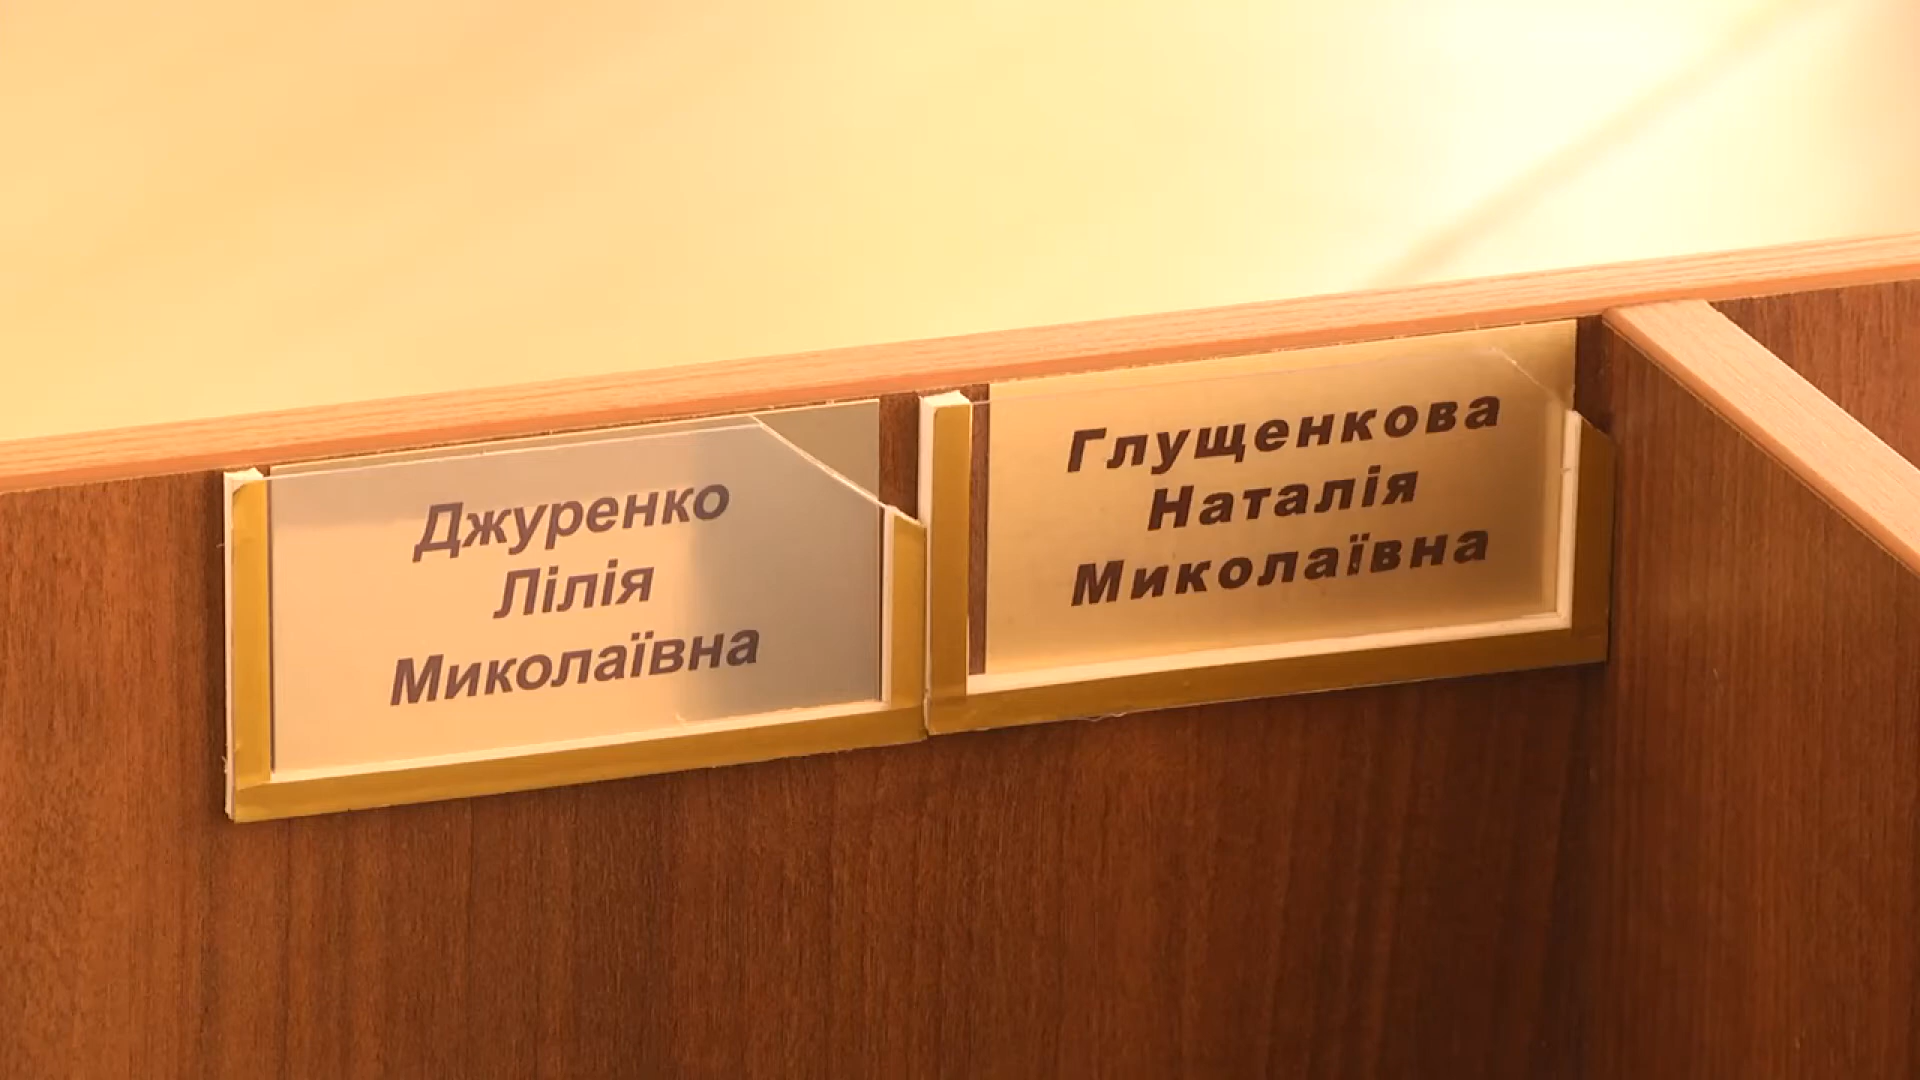 Джуренко
Лілія
Миколаївна
Глущенкова
Наталія
Миколаївна